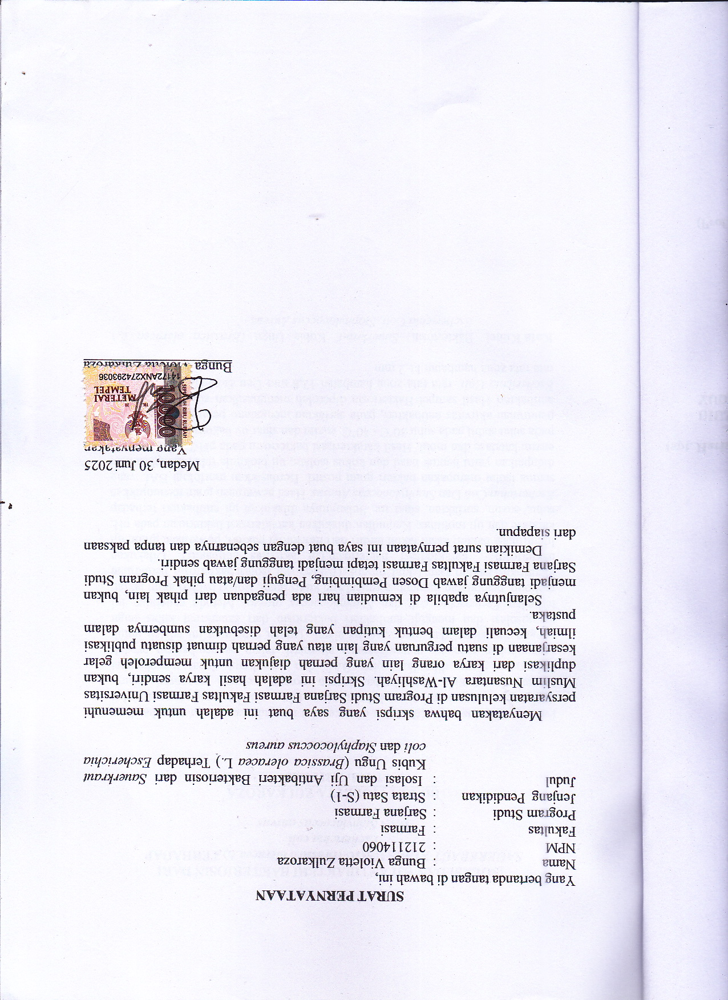 SURAT PERNYATAAN
Yang bertanda tangan di bawah ini,
Nama : Bunga Violetta Zulkaroza
NPM : 212114060
Fakultas : Farmasi
Program Studi : Sarjana Farmasi
Jenjang Pendidikan : Strata Satu (S-1)
Judul : Isolasi dan Uji Antibakteri Bakteriosin dari Sauerkraut
Kubis Ungu (Brassica oleracea L.) Terhadap Escherichia
coli dan Staphylococcus aureus
Menyatakan bahwa skripsi yang saya buat ini adalah untuk memenuhi
persyaratan kelulusan di Program Studi Sarjana Farmasi Fakultas Farmasi Universitas
Muslim Nusantara Al-Washliyah. Skripsi ini adalah hasil karya sendiri, bukan
duplikasi dari karya orang lain yang pernah diajukan untuk memperoleh gelar
kesarjanaan di suatu perguruan yang lain atau yang pernah dimuat disuatu publikasi
ilmiah, kecuali dalam bentuk kutipan yang telah disebutkan sumbernya dalam
pustaka.
Selanjutnya apabila di kemudian hari ada pengaduan dari pihak lain, bukan
menjadi tanggung jawab Dosen Pembimbing, Penguji dan/atau pihak Program Studi
Sarjana Farmasi Fakultas Farmasi tetapi menjadi tanggung jawab sendiri.
Demikian surat pernyataan ini saya buat dengan sebenarnya dan tanpa paksaan
dari siapapun.
Medan, 30 Juni 2025
Yang menyatakan
SEPULUH RIBU RUPIAH
10000
METERAI
TEMPEL
Bunga Violetta Zulkaroza